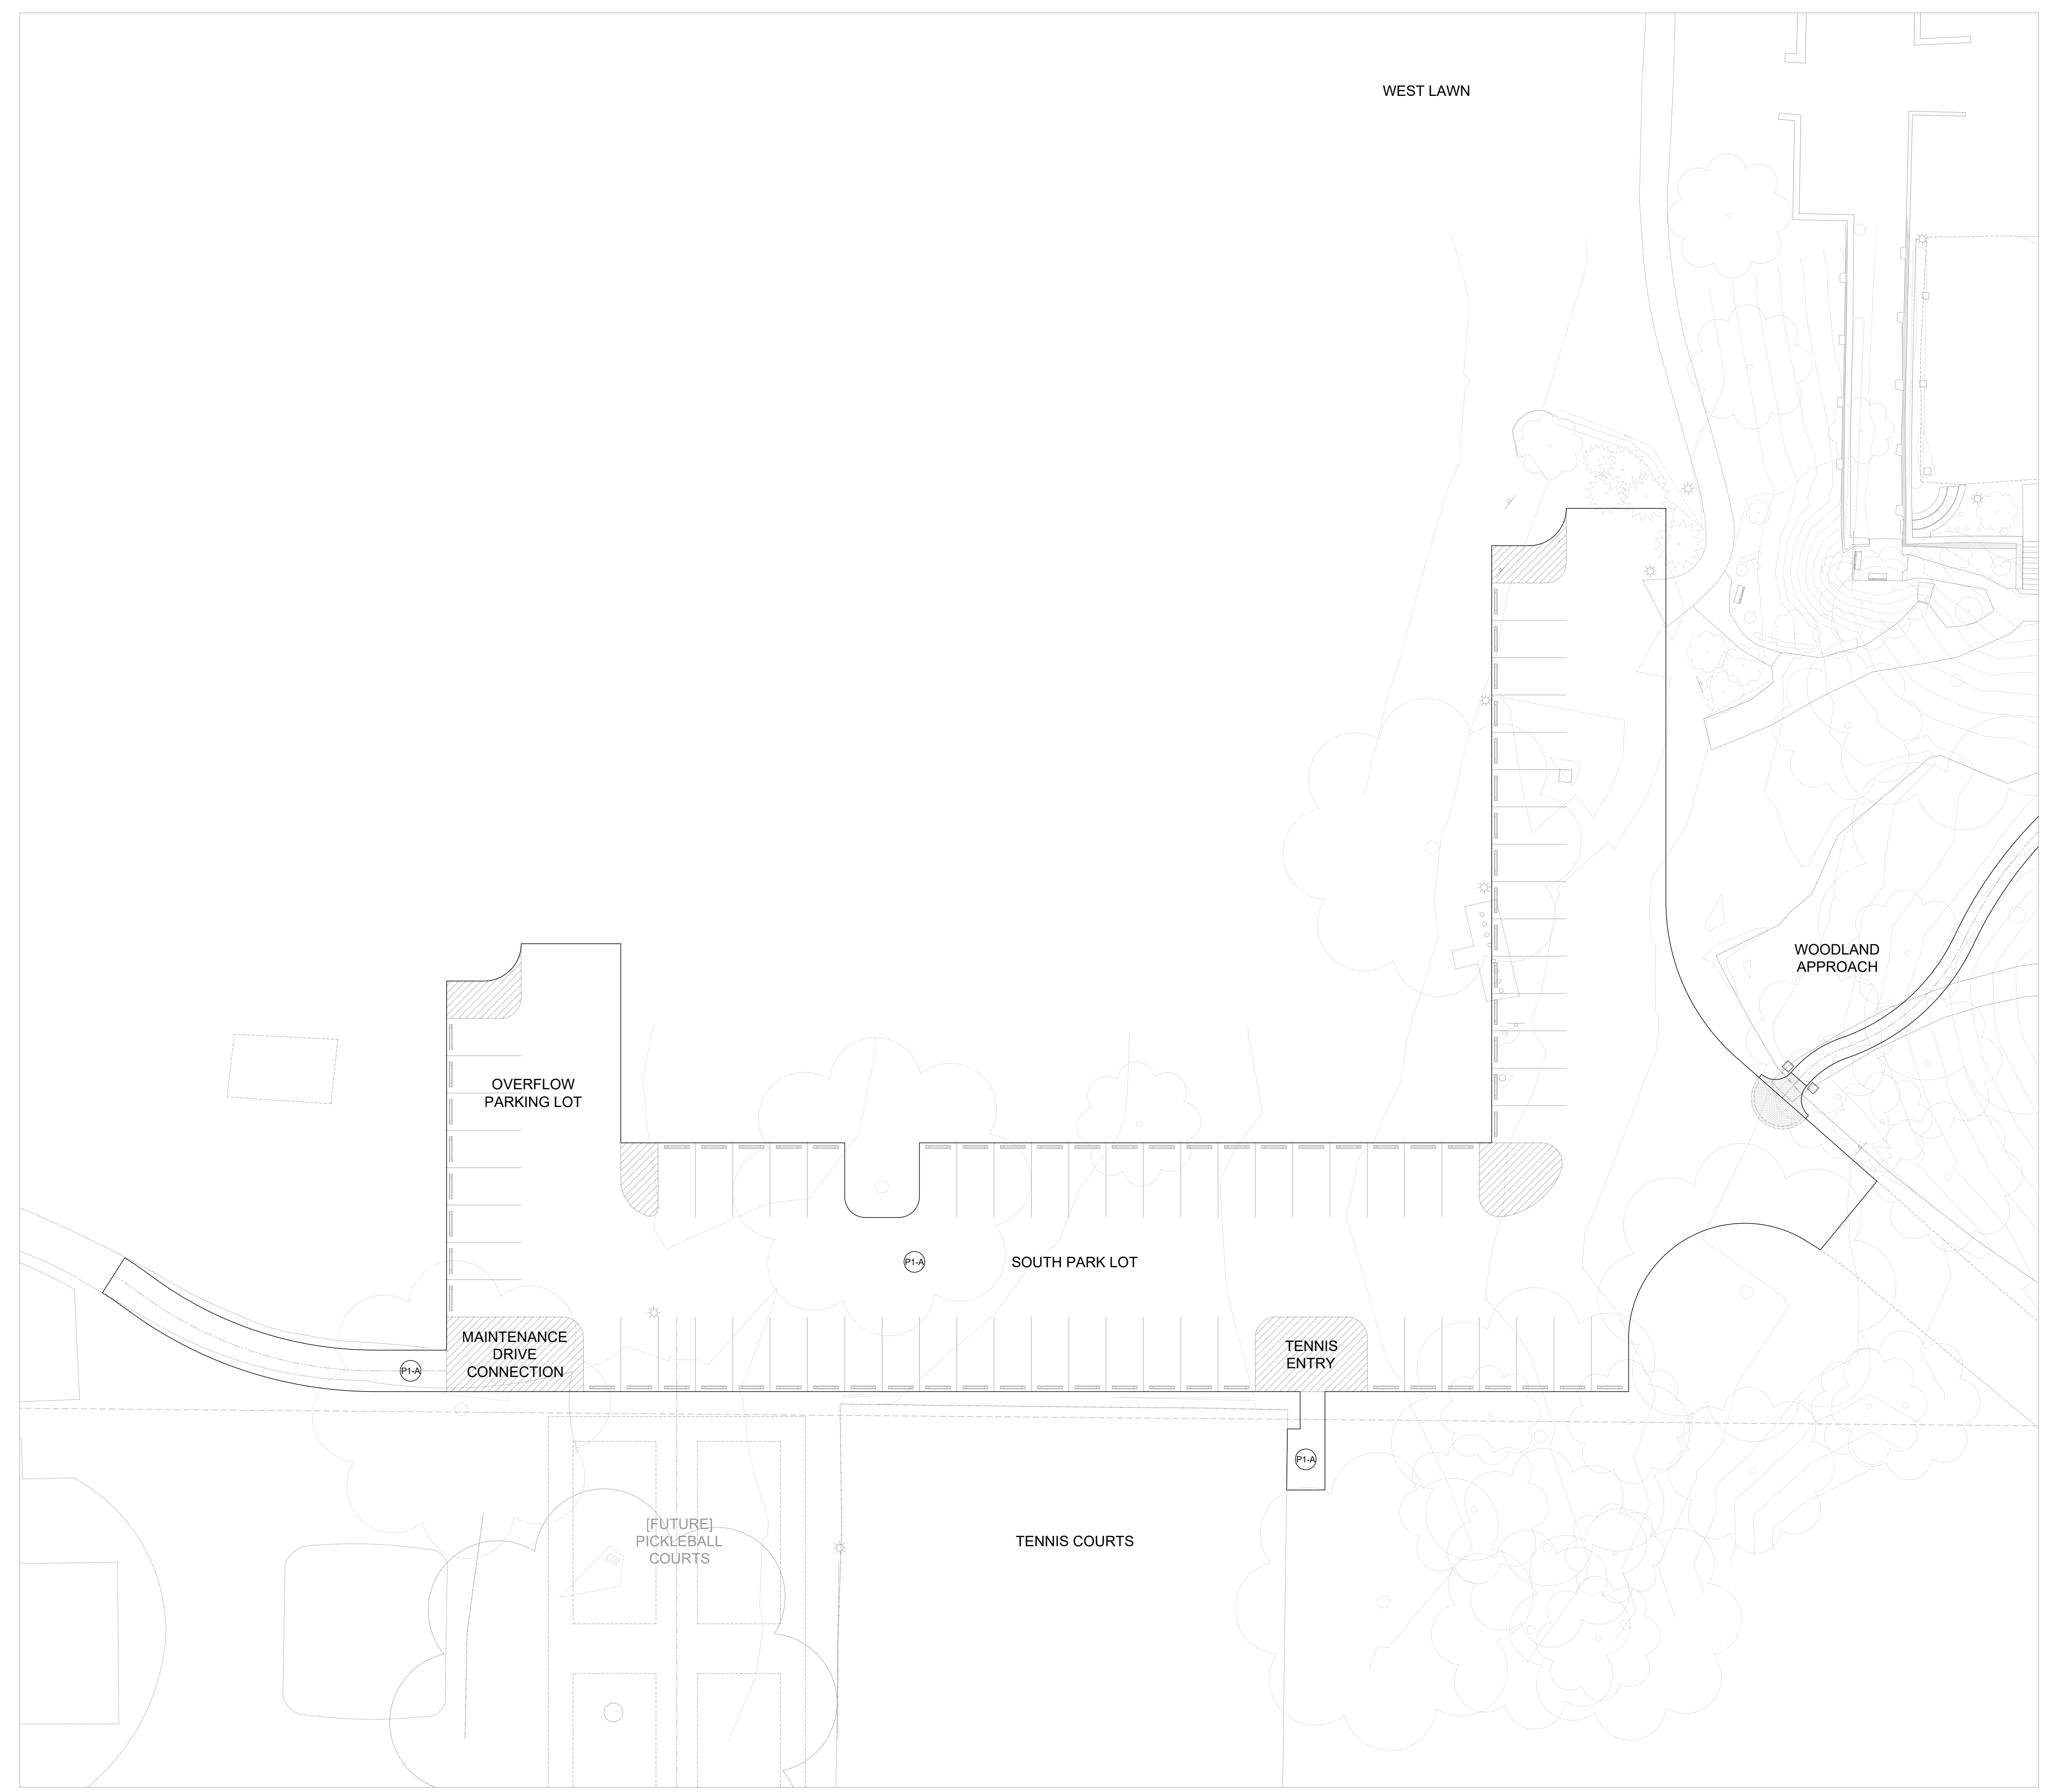 WEST LAWN
WOODLAND
APPROACH
OVERFLOW
PARKING LOT
P1-A
SOUTH PARK LOT
MAINTENANCE
DRIVE
CONNECTION
P1-A
TENNIS
ENTRY
P1-A
[FUTURE]
PICKLEBALL
COURTS
TENNIS COURTS